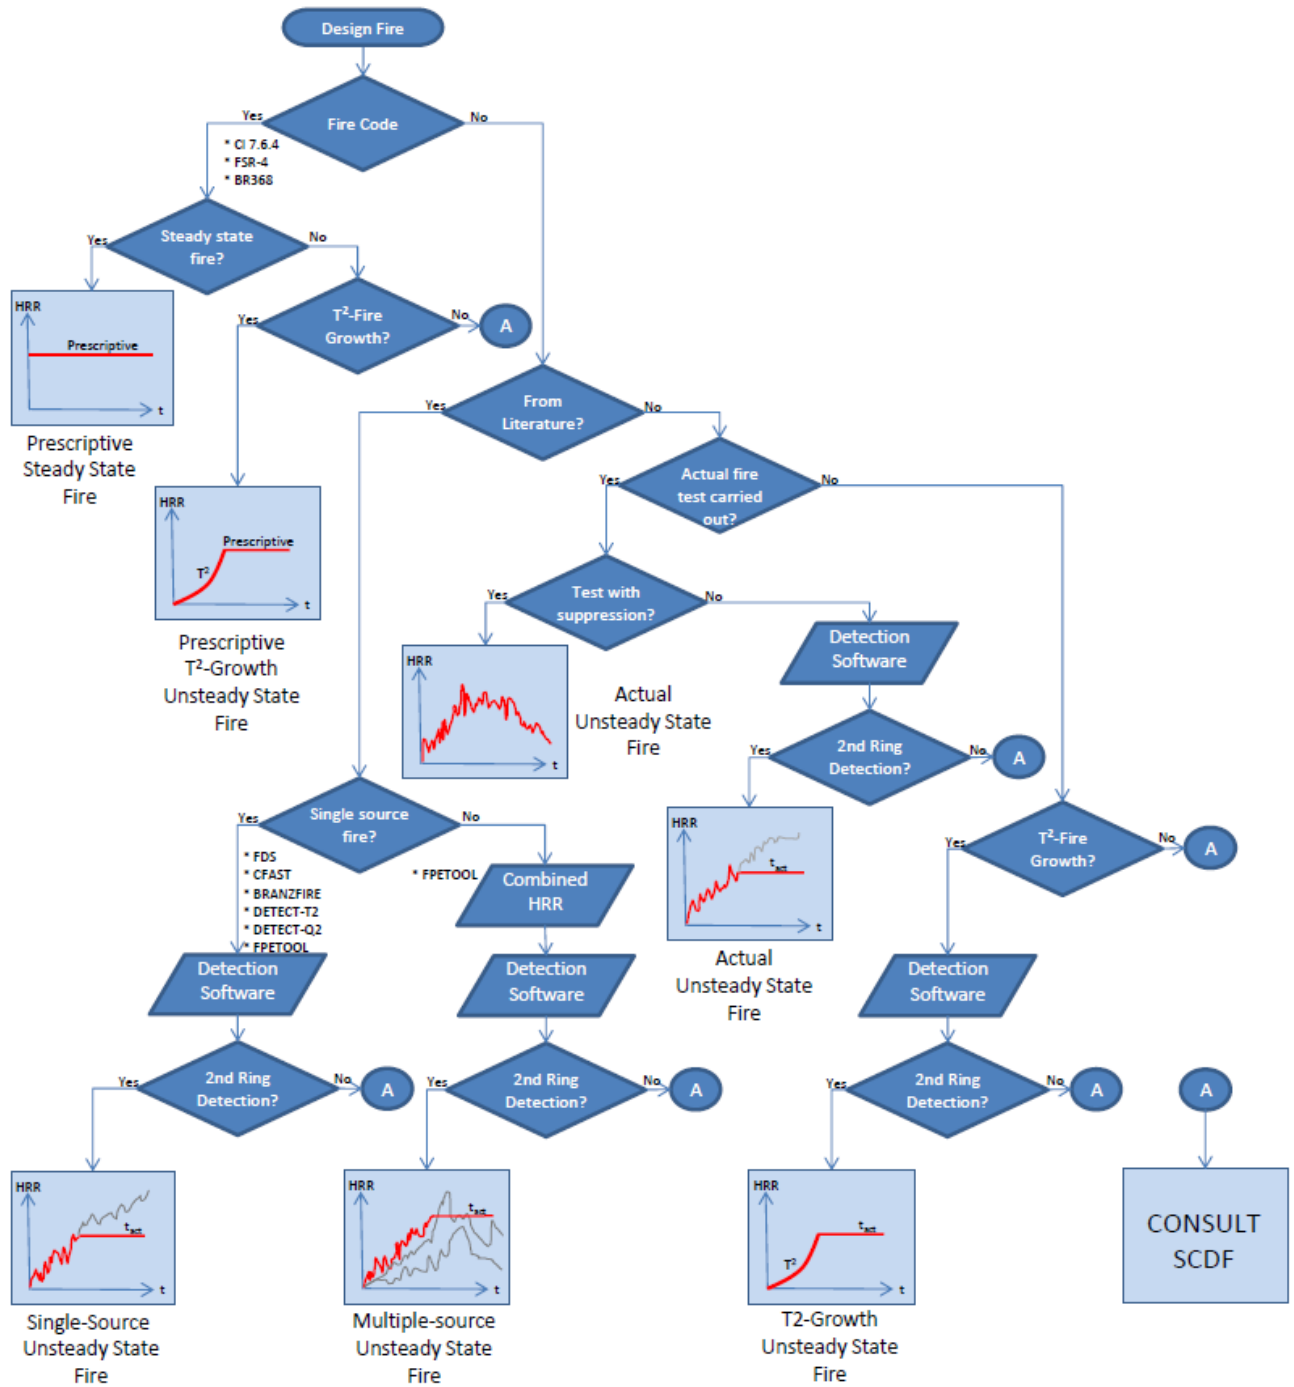 Design Fire
Fire Code
Yes
No
* Cl 7.6.4
* FSR-4
* BR368
Steady state
fire?
Yes
No
HRR
Prescriptive
t
Prescriptive
Steady State
Fire
T²-Fire
Growth?
Yes
No
A
HRR
Prescriptive
T²
t
Prescriptive
T²-Growth
Unsteady State
Fire
From
Literature?
Yes
No
Actual fire
test carried
out?
Yes
No
Test with
suppression?
Yes
No
HRR
t
Actual
Unsteady State
Fire
Detection
Software
2nd Ring
Detection?
Yes
No
A
HRR
tact
t
Actual
Unsteady State
Fire
T²-Fire
Growth?
Yes
No
A
Single source
fire?
Yes
No
* FDS
* CFAST
* BRANZFIRE
* DETECT-T2
* DETECT-Q2
* FPETOOL
* FPETOOL
Combined
HRR
Detection
Software
Detection
Software
Detection
Software
2nd Ring
Detection?
Yes
No
A
2nd Ring
Detection?
Yes
No
A
2nd Ring
Detection?
Yes
No
A
A
HRR
tact
t
Single-Source
Unsteady State
Fire
HRR
tact
t
Multiple-source
Unsteady State
Fire
HRR
tact
T²
t
T2-Growth
Unsteady State
Fire
CONSULT
SCDF